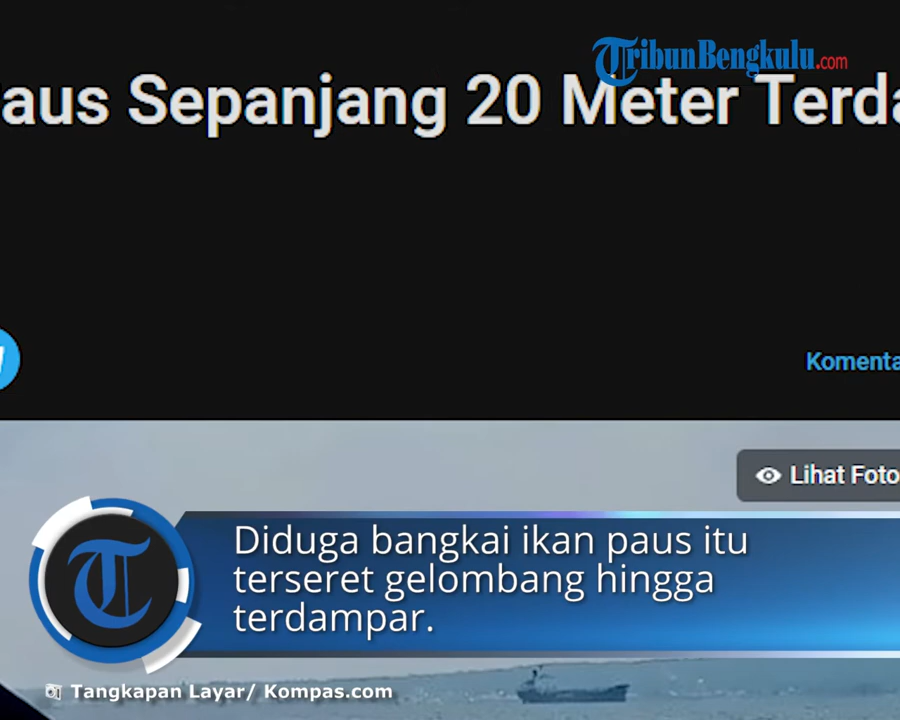 TribunBengkulu.com
aus Sepanjang 20 Meter Terda
Komenta
Lihat Foto
Diduga bangkai ikan paus itu
terseret gelombang hingga
terdampar.
Tangkapan Layar/ Kompas.com